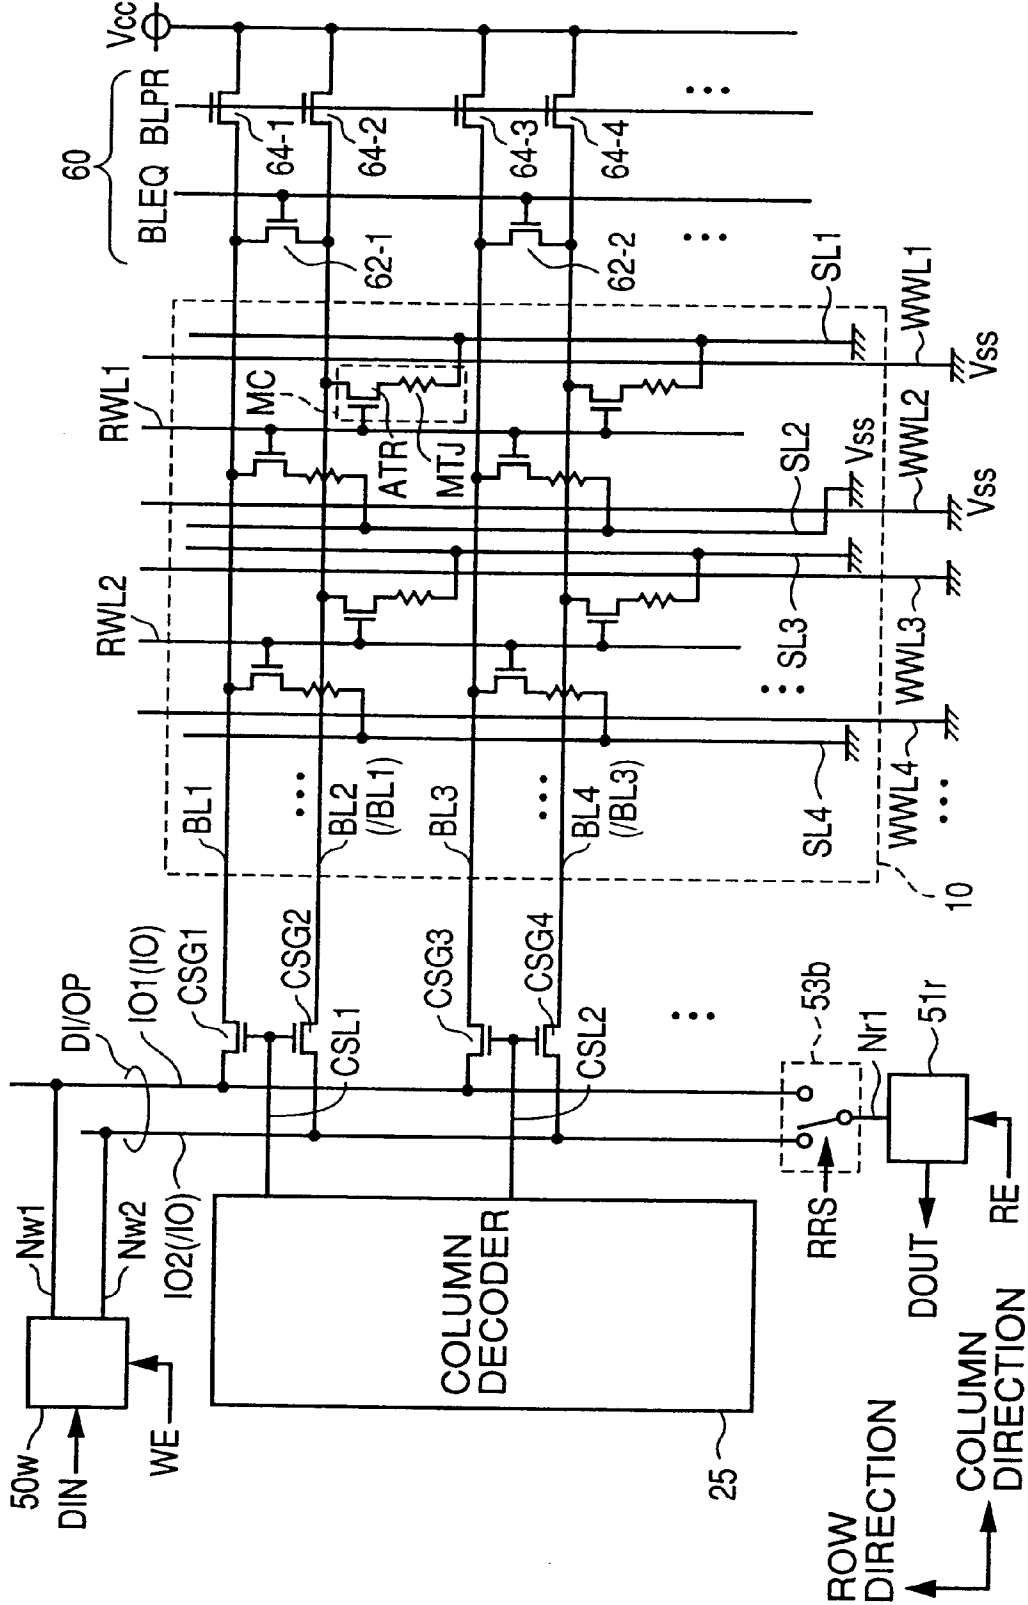 60
BLEQ
BLPR
Vcc
64-1
64-2
64-3
64-4
62-1
62-2
RWL1
RWL2
MC
ATR
MTJ
SL1
WWL1
Vss
SL2
Vss
WWL2
Vss
SL3
WWL3
SL4
WWL4
BL1
BL2
(/BL1)
BL3
BL4
(/BL3)
10
DI/OP
IO1(IO)
IO2(/IO)
CSG1
CSG2
CSL1
CSG3
CSG4
CSL2
53b
Nr1
51r
RRS
DOUT
RE
Nw1
Nw2
50w
DIN
WE
COLUMN
DECODER
25
ROW
DIRECTION
COLUMN
DIRECTION